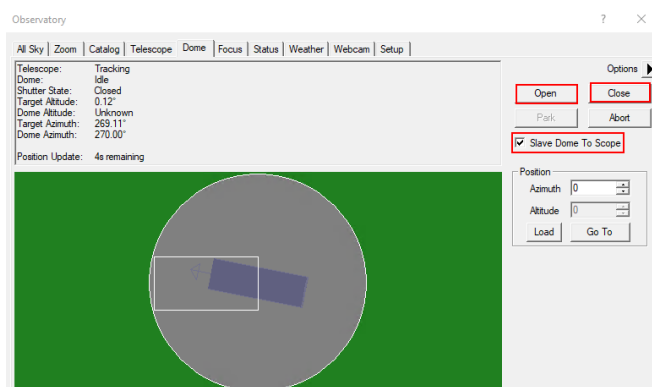 Observatory
? ×
All Sky Zoom Catalog Telescope Dome Focus Status Weather Webcam Setup
Telescope: Tracking
Dome: Idle
Shutter State: Closed
Target Altitude: 0.12°
Dome Altitude: Unknown
Target Azimuth: 269.11°
Dome Azimuth: 270.00°
Position Update: 4s remaining
Options
Open Close
Park Abort
Slave Dome To Scope
Position
Azimuth 0
Altitude 0
Load Go To